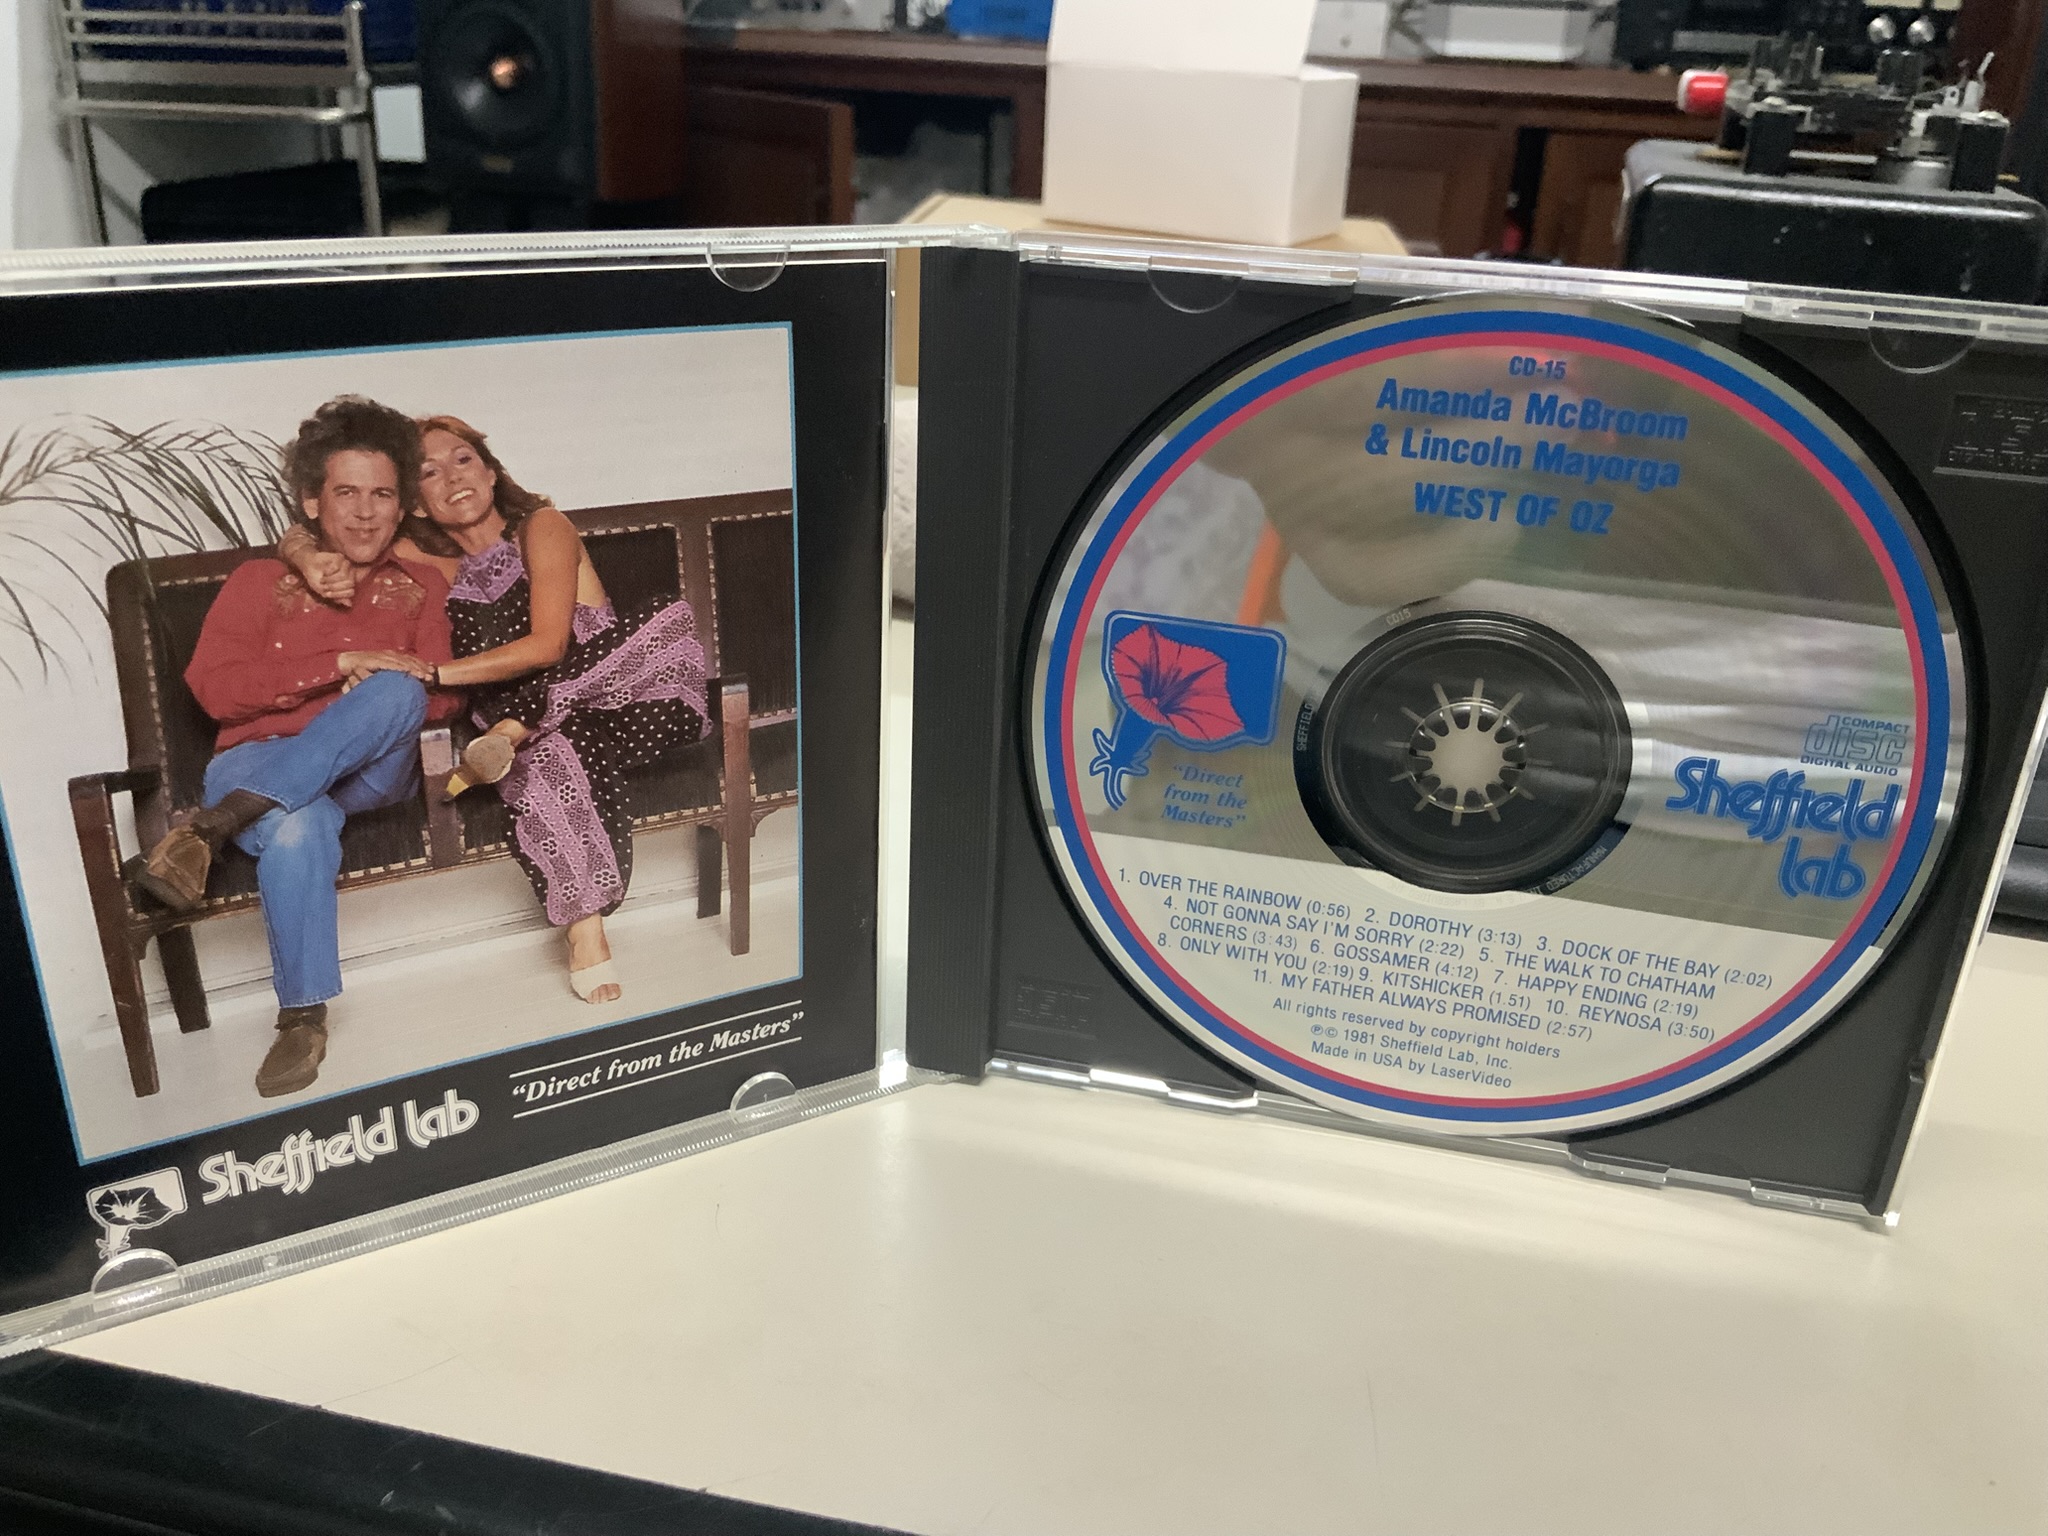 Sheffield lab
“Direct from the Masters”
CD-15
Amanda McBroom
& Lincoln Mayorga
WEST OF OZ
“Direct
from the
Masters”
COMPACT
disc
DIGITAL AUDIO
Sheffield
lab
1. OVER THE RAINBOW (0:56) 2. DOROTHY (3:13) 3. DOCK OF THE BAY (2:02)
4. NOT GONNA SAY I'M SORRY (2:22) 5. THE WALK TO CHATHAM
CORNERS (3:43) 6. GOSSAMER (4:12) 7. HAPPY ENDING (2:19)
8. ONLY WITH YOU (2:19) 9. KITSHICKER (1.51) 10. REYNOSA (3:50)
11. MY FATHER ALWAYS PROMISED (2:57)
All rights reserved by copyright holders
℗© 1981 Sheffield Lab, Inc.
Made in USA by LaserVideo
CD15